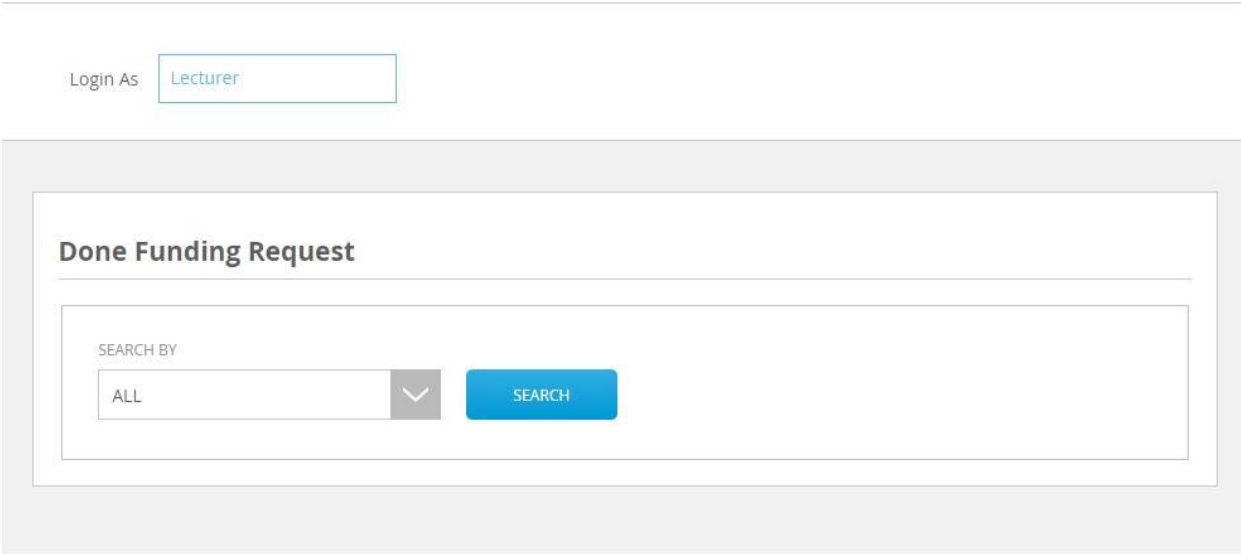 Login As Lecturer
Done Funding Request
SEARCH BY
ALL SEARCH